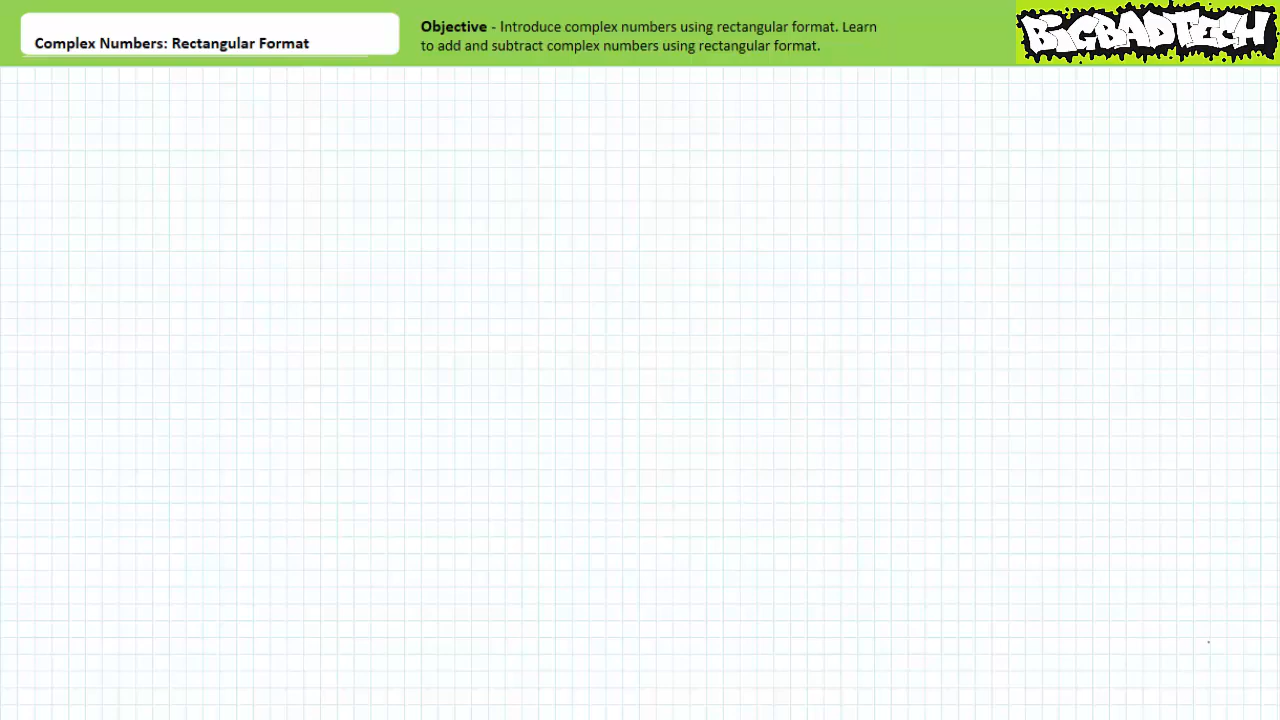 Complex Numbers: Rectangular Format
Objective - Introduce complex numbers using rectangular format. Learn
to add and subtract complex numbers using rectangular format.
BIGBADTECH